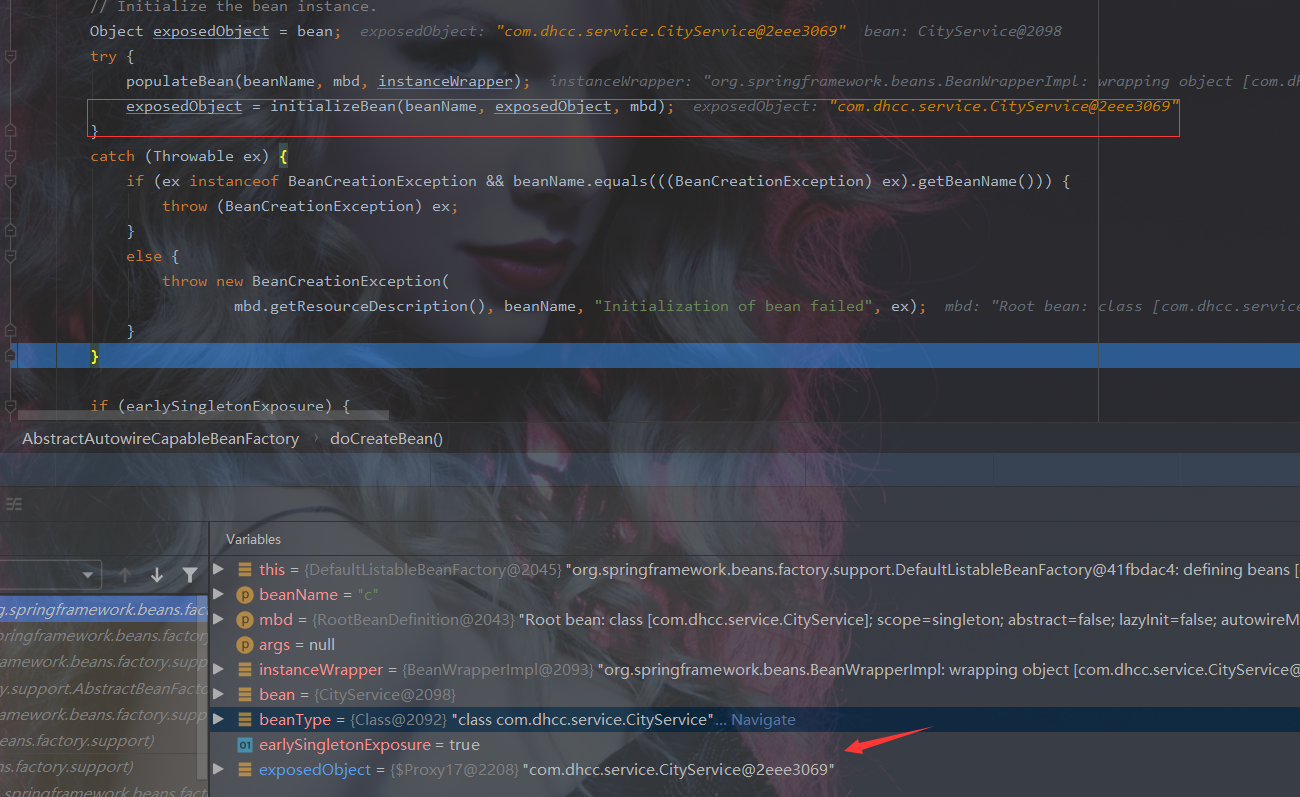 // Initialize the bean instance.
Object exposedObject = bean; exposedObject: "com.dhcc.service.CityService@2eee3069" bean: CityService@2098
try {
populateBean(beanName, mbd, instanceWrapper); instanceWrapper: "org.springframework.beans.BeanWrapperImpl: wrapping object [com.dh
exposedObject = initializeBean(beanName, exposedObject, mbd); exposedObject: "com.dhcc.service.CityService@2eee3069"
}
catch (Throwable ex) {
if (ex instanceof BeanCreationException && beanName.equals(((BeanCreationException) ex).getBeanName())) {
throw (BeanCreationException) ex;
}
else {
throw new BeanCreationException(
mbd.getResourceDescription(), beanName, "Initialization of bean failed", ex); mbd: "Root bean: class [com.dhcc.service
}
}
if (earlySingletonExposure) {
AbstractAutowireCapableBeanFactory › doCreateBean()
Variables
this = {DefaultListableBeanFactory@2045} "org.springframework.beans.factory.support.DefaultListableBeanFactory@41fbdac4: defining beans [
beanName = "c"
mbd = {RootBeanDefinition@2043} "Root bean: class [com.dhcc.service.CityService]; scope=singleton; abstract=false; lazyInit=false; autowireM
args = null
instanceWrapper = {BeanWrapperImpl@2093} "org.springframework.beans.BeanWrapperImpl: wrapping object [com.dhcc.service.CityService@
bean = {CityService@2098}
beanType = {Class@2092} "class com.dhcc.service.CityService"... Navigate
01 earlySingletonExposure = true
exposedObject = {$Proxy17@2208} "com.dhcc.service.CityService@2eee3069"
g.springframework.beans.fac
pringframework.beans.factory
amework.beans.factory.supp
y.support.AbstractBeanFacto
amework.beans.factory.supp
eans.factory.support)
ns.factory.support)
springframework.beans.factory